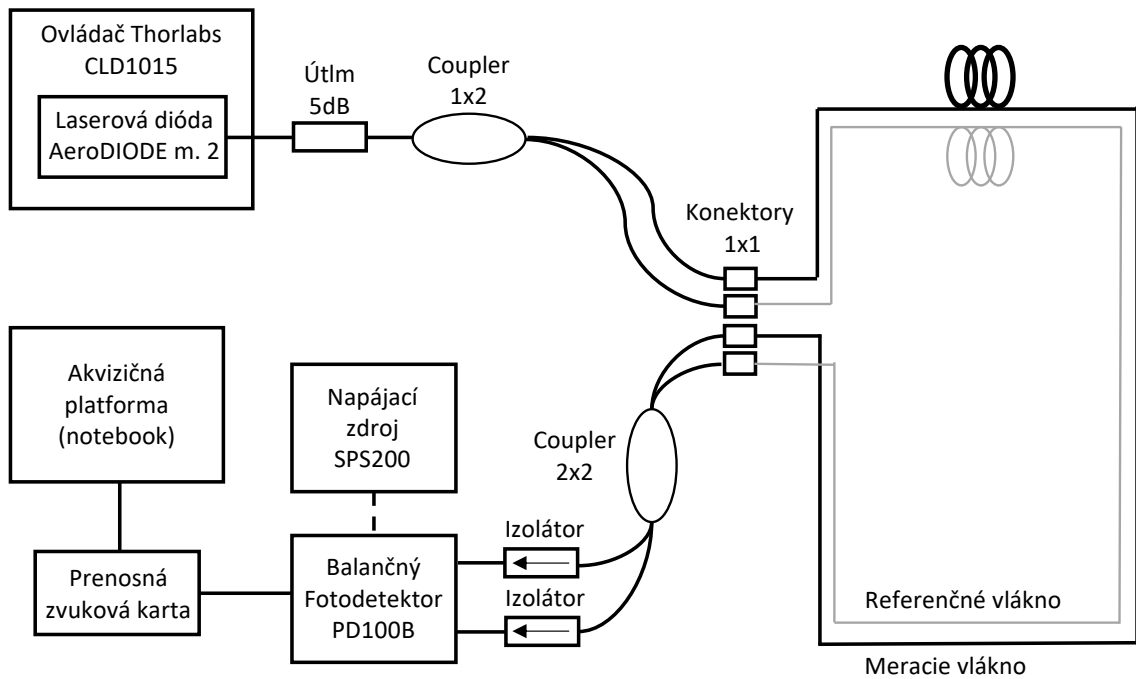 Ovládač Thorlabs
CLD1015
Laserová dióda
AeroDIODE m. 2
Útlm
5dB
Coupler
1x2
Konektory
1x1
Akvizičná
platforma
(notebook)
Napájací
zdroj
SPS200
Coupler
2x2
Izolátor
Prenosná
zvuková karta
Balančný
Fotodetektor
PD100B
Izolátor
Referenčné vlákno
Meracie vlákno